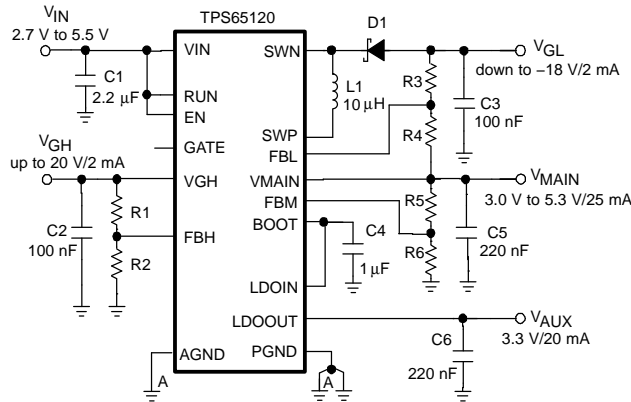 TPS65120
VIN
2.7 V to 5.5 V
C1
2.2 μF
VIN
RUN
EN
GATE
VGH
up to 20 V/2 mA
VGH
C2
100 nF
R1
R2
FBH
AGND
A
SWN
D1
L1
10 μH
SWP
FBL
VMAIN
FBM
BOOT
LDOIN
LDOOUT
PGND
A
R3
R4
R5
R6
C3
100 nF
VGL
down to −18 V/2 mA
VMAIN
3.0 V to 5.3 V/25 mA
C4
1 μF
C5
220 nF
VAUX
3.3 V/20 mA
C6
220 nF